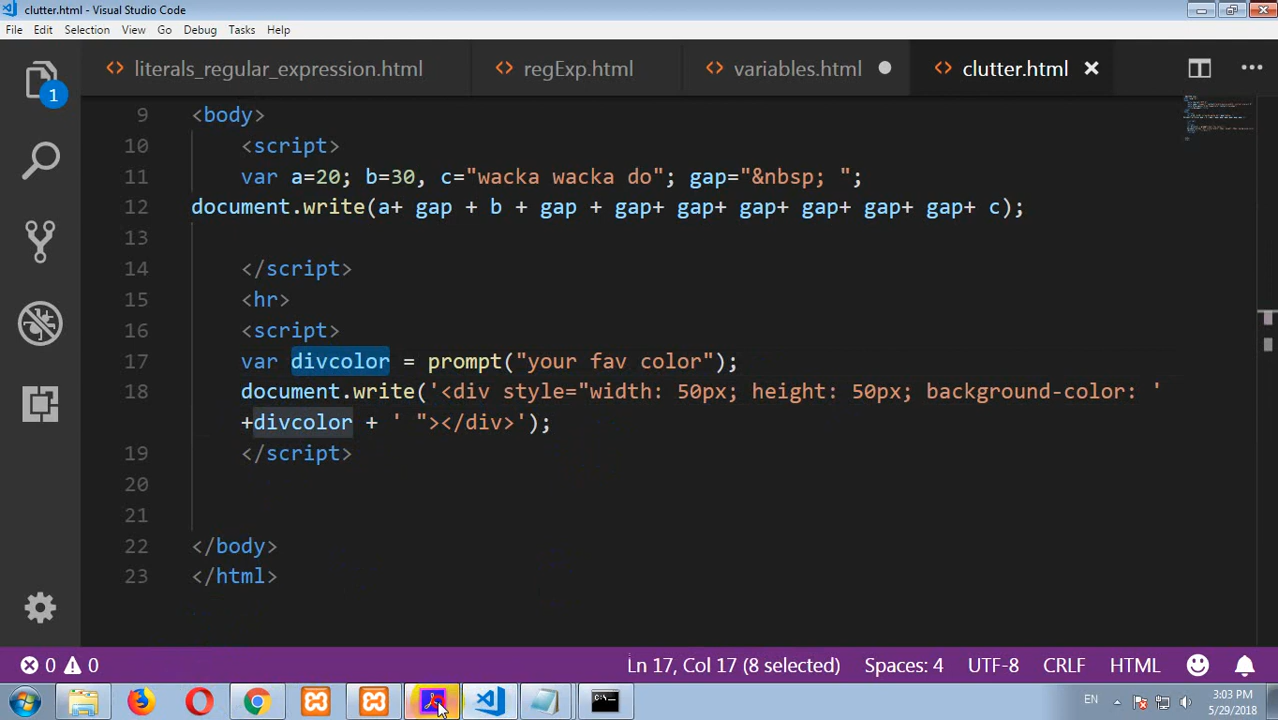 clutter.html - Visual Studio Code
File Edit Selection View Go Debug Tasks Help
literals_regular_expression.html regExp.html variables.html clutter.html
1
9 <body>
10 <script>
11 var a=20; b=30, c="wacka wacka do"; gap="&nbsp; ";
12 document.write(a+ gap + b + gap + gap+ gap+ gap+ gap+ gap+ gap+ c);
13
14 </script>
15 <hr>
16 <script>
17 var divcolor = prompt("your fav color");
18 document.write('<div style="width: 50px; height: 50px; background-color: '
+divcolor + ' "></div>');
19 </script>
20
21
22 </body>
23 </html>
0 0 Ln 17, Col 17 (8 selected) Spaces: 4 UTF-8 CRLF HTML
EN 3:03 PM
5/29/2018